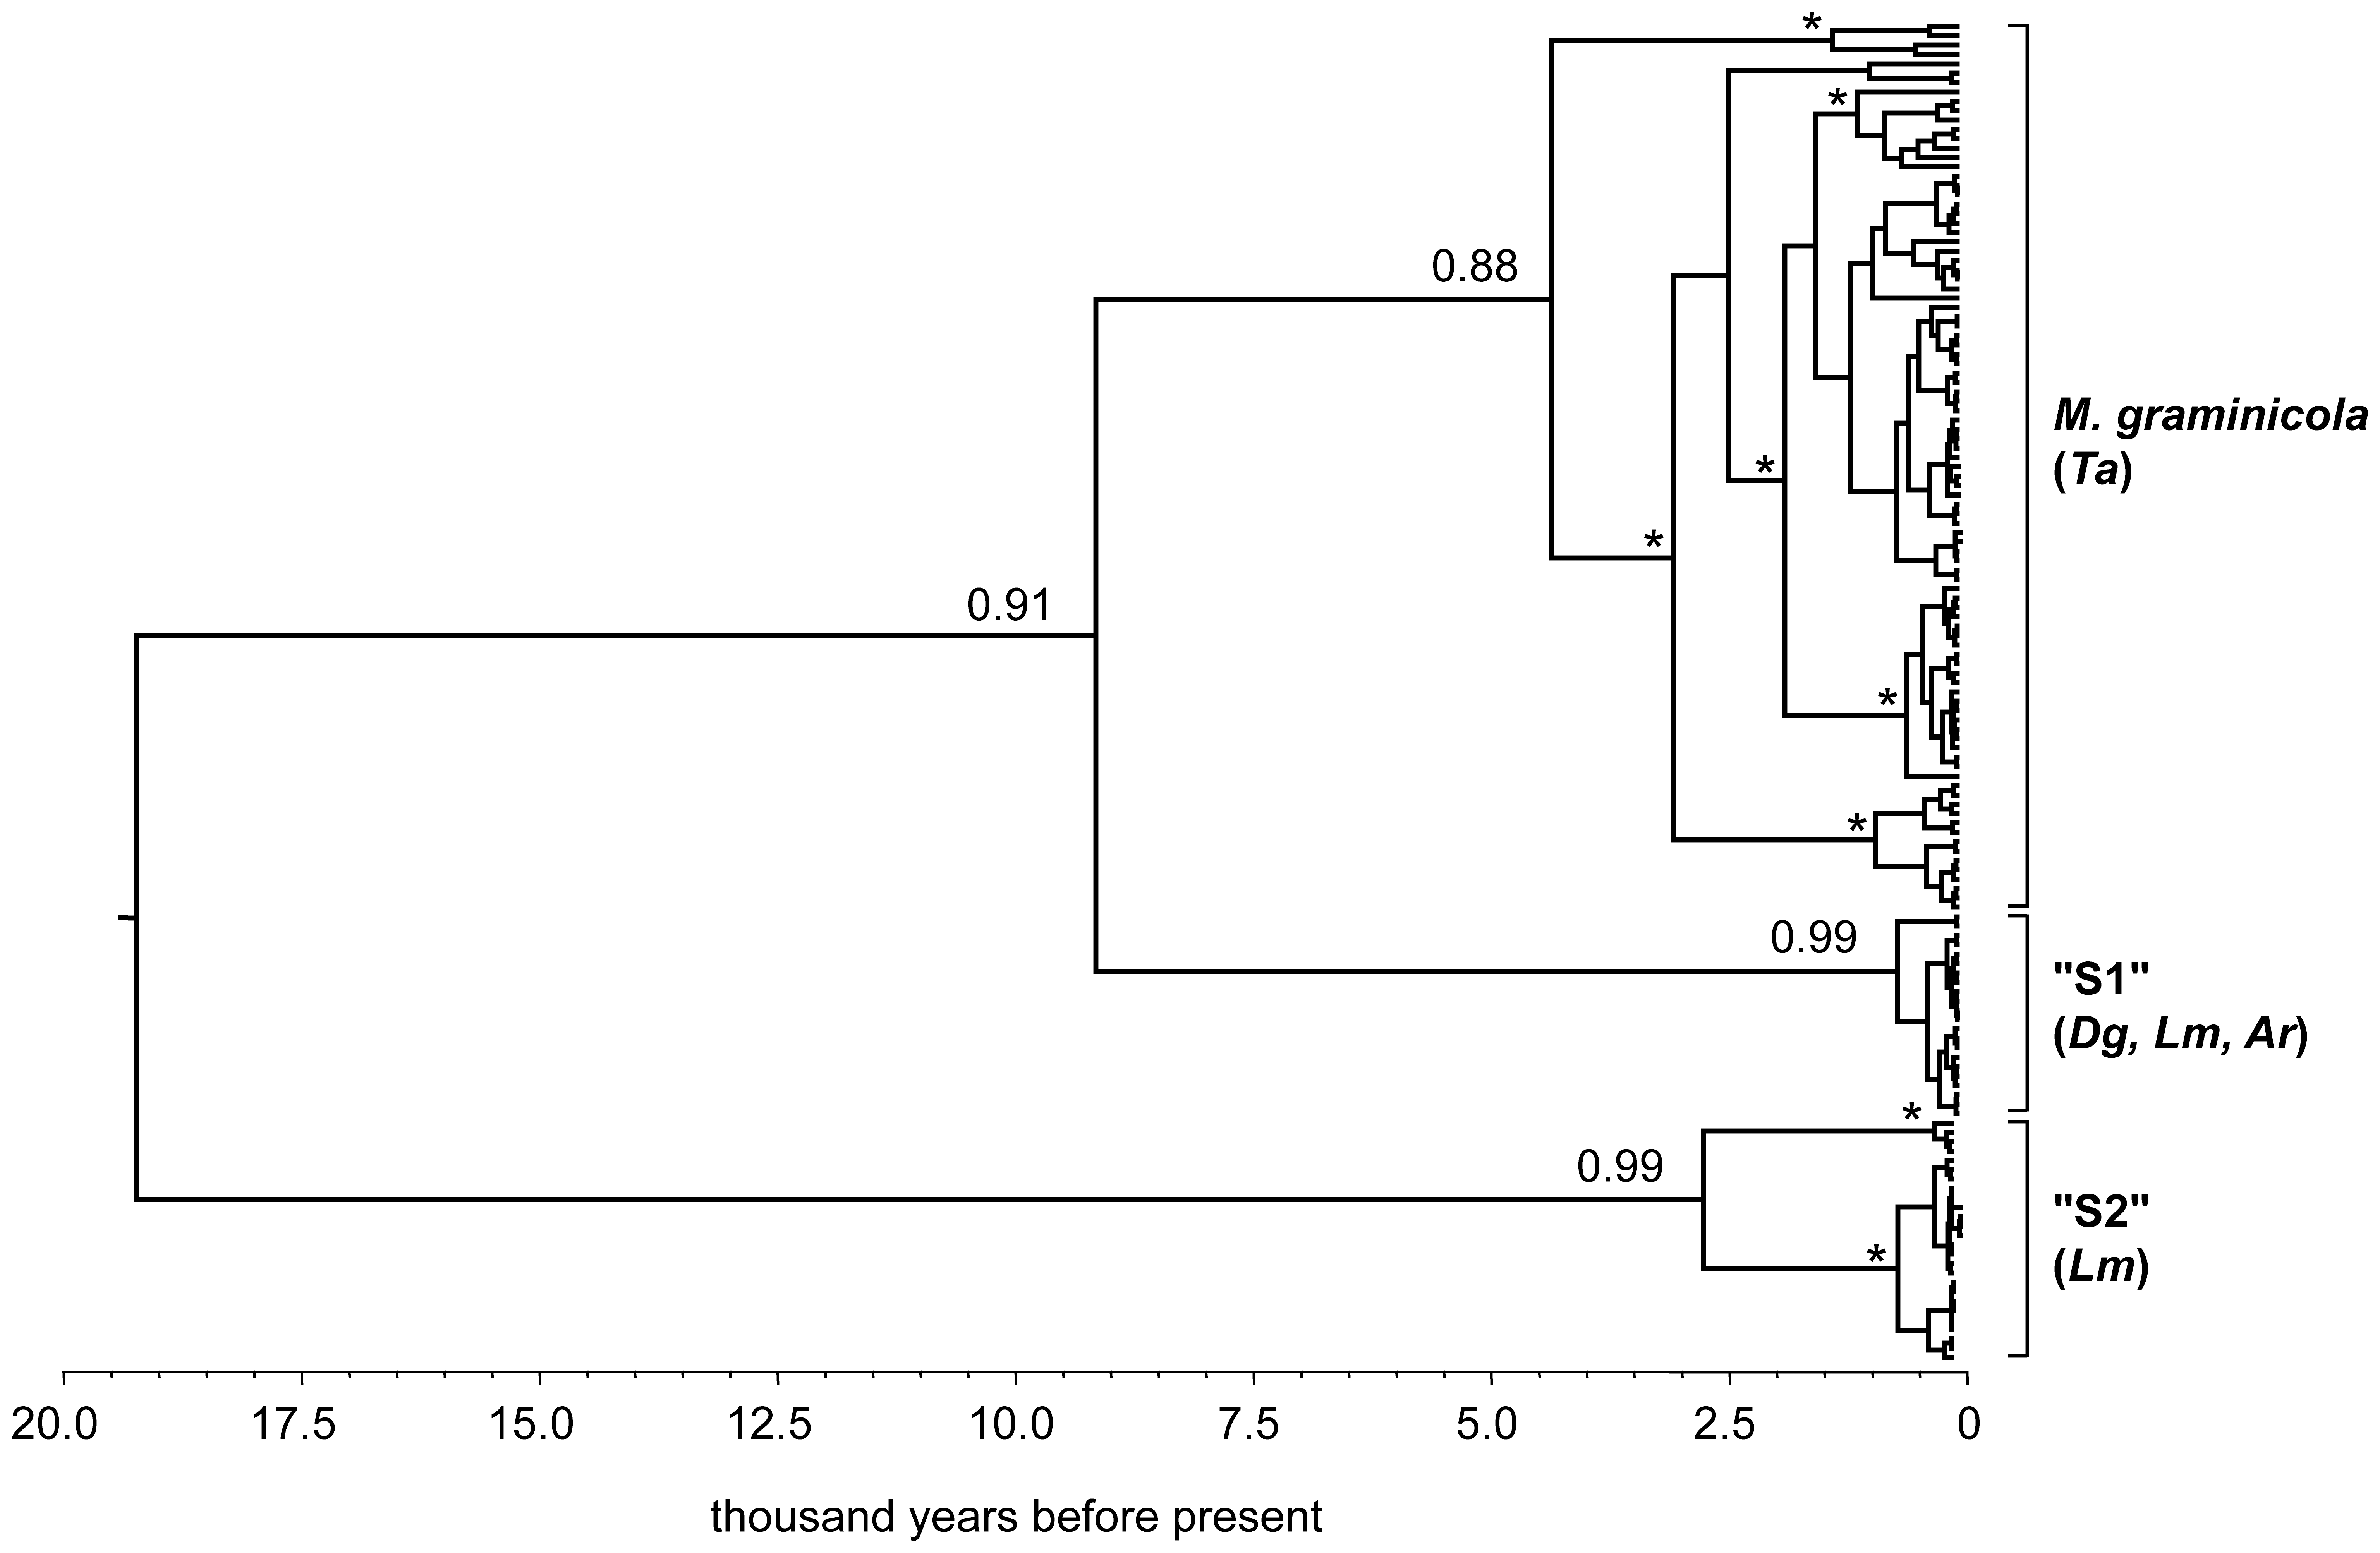 *
*
0.88
M. graminicola
(Ta)
*
*
0.91
*
*
0.99
"S1"
(Dg, Lm, Ar)
*
0.99
"S2"
(Lm)
*
20.0 17.5 15.0 12.5 10.0 7.5 5.0 2.5 0
thousand years before present